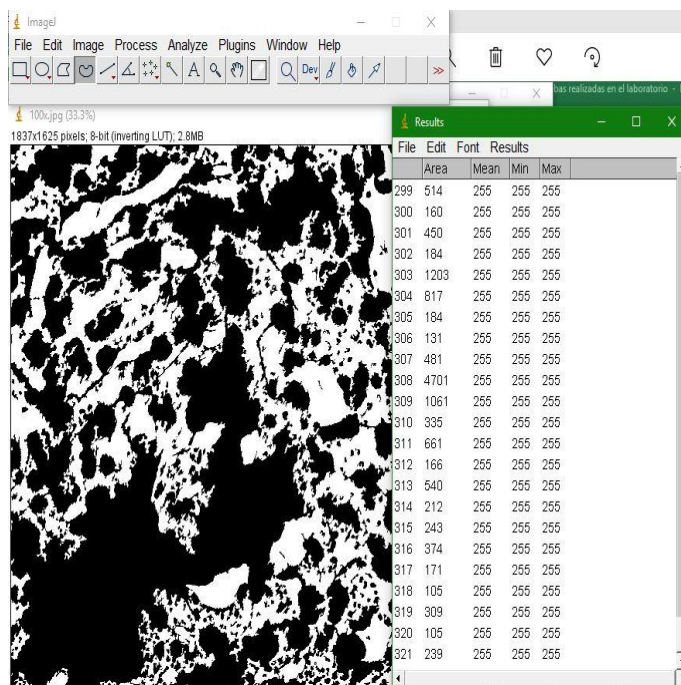 ImageJ
File Edit Image Process Analyze Plugins Window Help
A Dev >>
bas realizadas en el laboratorio -
100x.jpg (33.3%)
1837x1625 pixels; 8-bit (inverting LUT); 2.8MB
Results
File Edit Font Results
Area Mean Min Max
299 514 255 255 255
300 160 255 255 255
301 450 255 255 255
302 184 255 255 255
303 1203 255 255 255
304 817 255 255 255
305 184 255 255 255
306 131 255 255 255
307 481 255 255 255
308 4701 255 255 255
309 1061 255 255 255
310 335 255 255 255
311 661 255 255 255
312 166 255 255 255
313 540 255 255 255
314 212 255 255 255
315 243 255 255 255
316 374 255 255 255
317 171 255 255 255
318 105 255 255 255
319 309 255 255 255
320 105 255 255 255
321 239 255 255 255